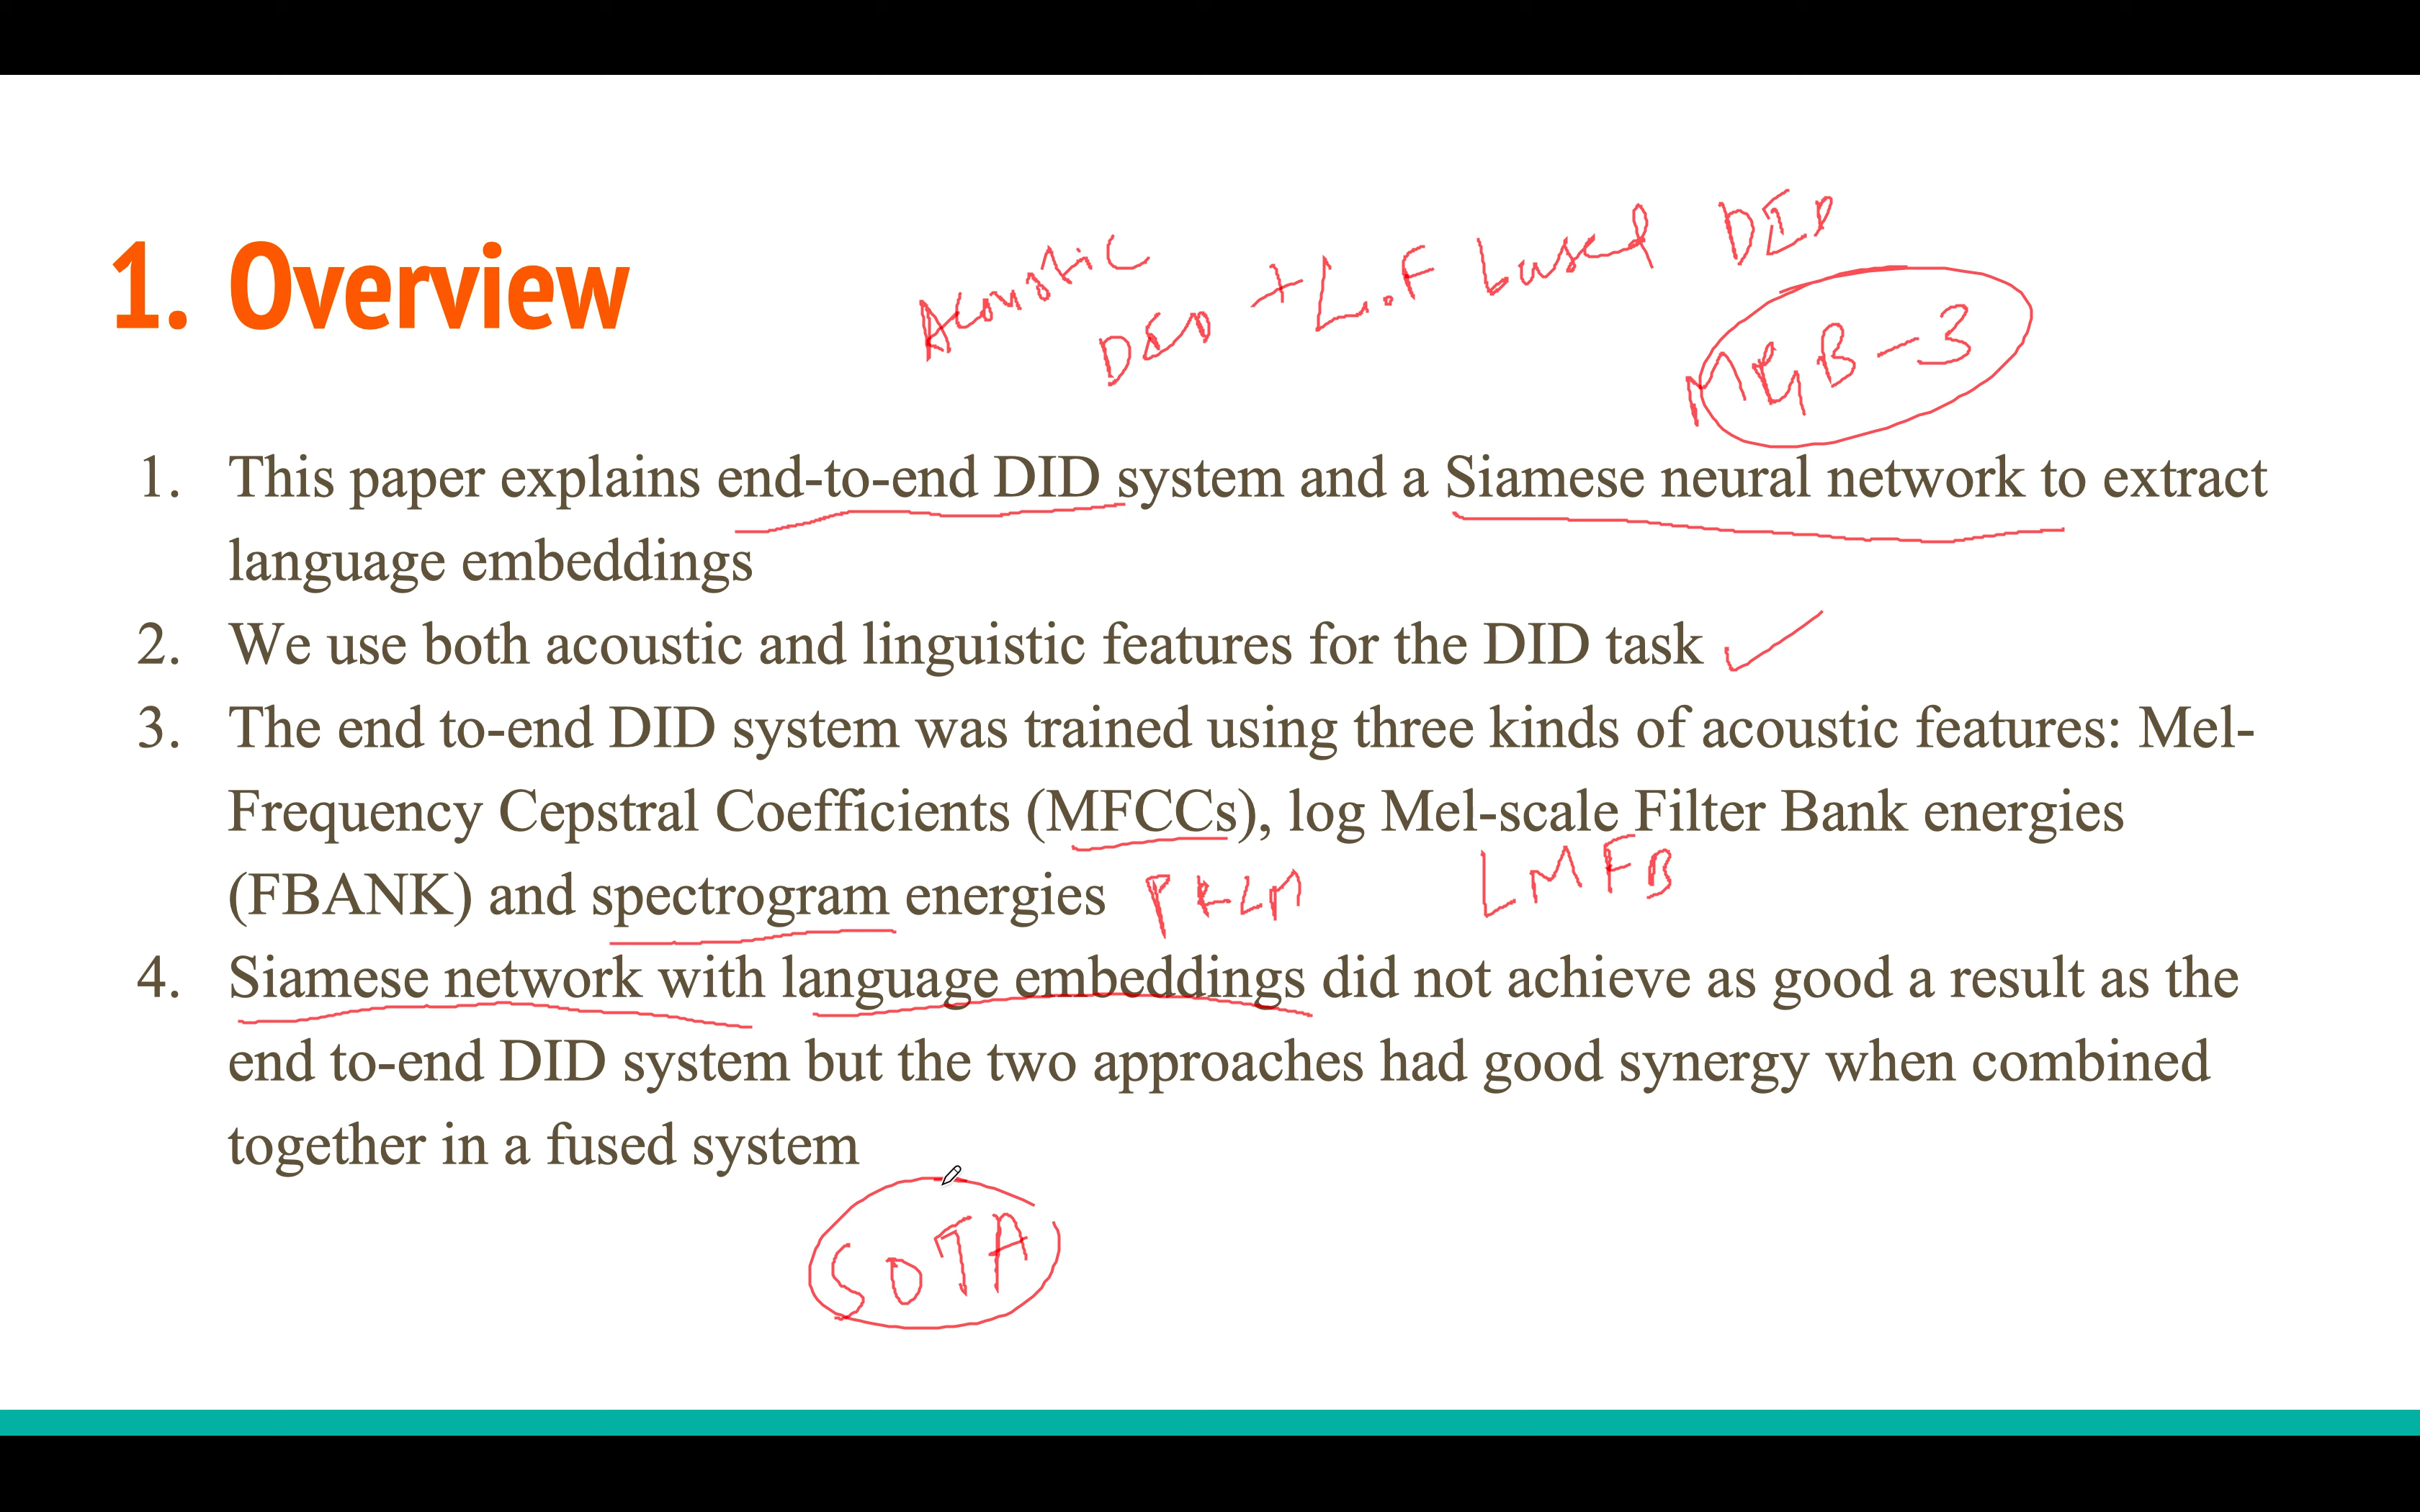 1. Overview
Acoustic
DID + L.F based DID
MGB-3
1. This paper explains end-to-end DID system and a Siamese neural network to extract
language embeddings
2. We use both acoustic and linguistic features for the DID task
3. The end to-end DID system was trained using three kinds of acoustic features: Mel-
Frequency Cepstral Coefficients (MFCCs), log Mel-scale Filter Bank energies
LMFB
(FBANK) and spectrogram energies
4. Siamese network with language embeddings did not achieve as good a result as the
end to-end DID system but the two approaches had good synergy when combined
together in a fused system
SOTA